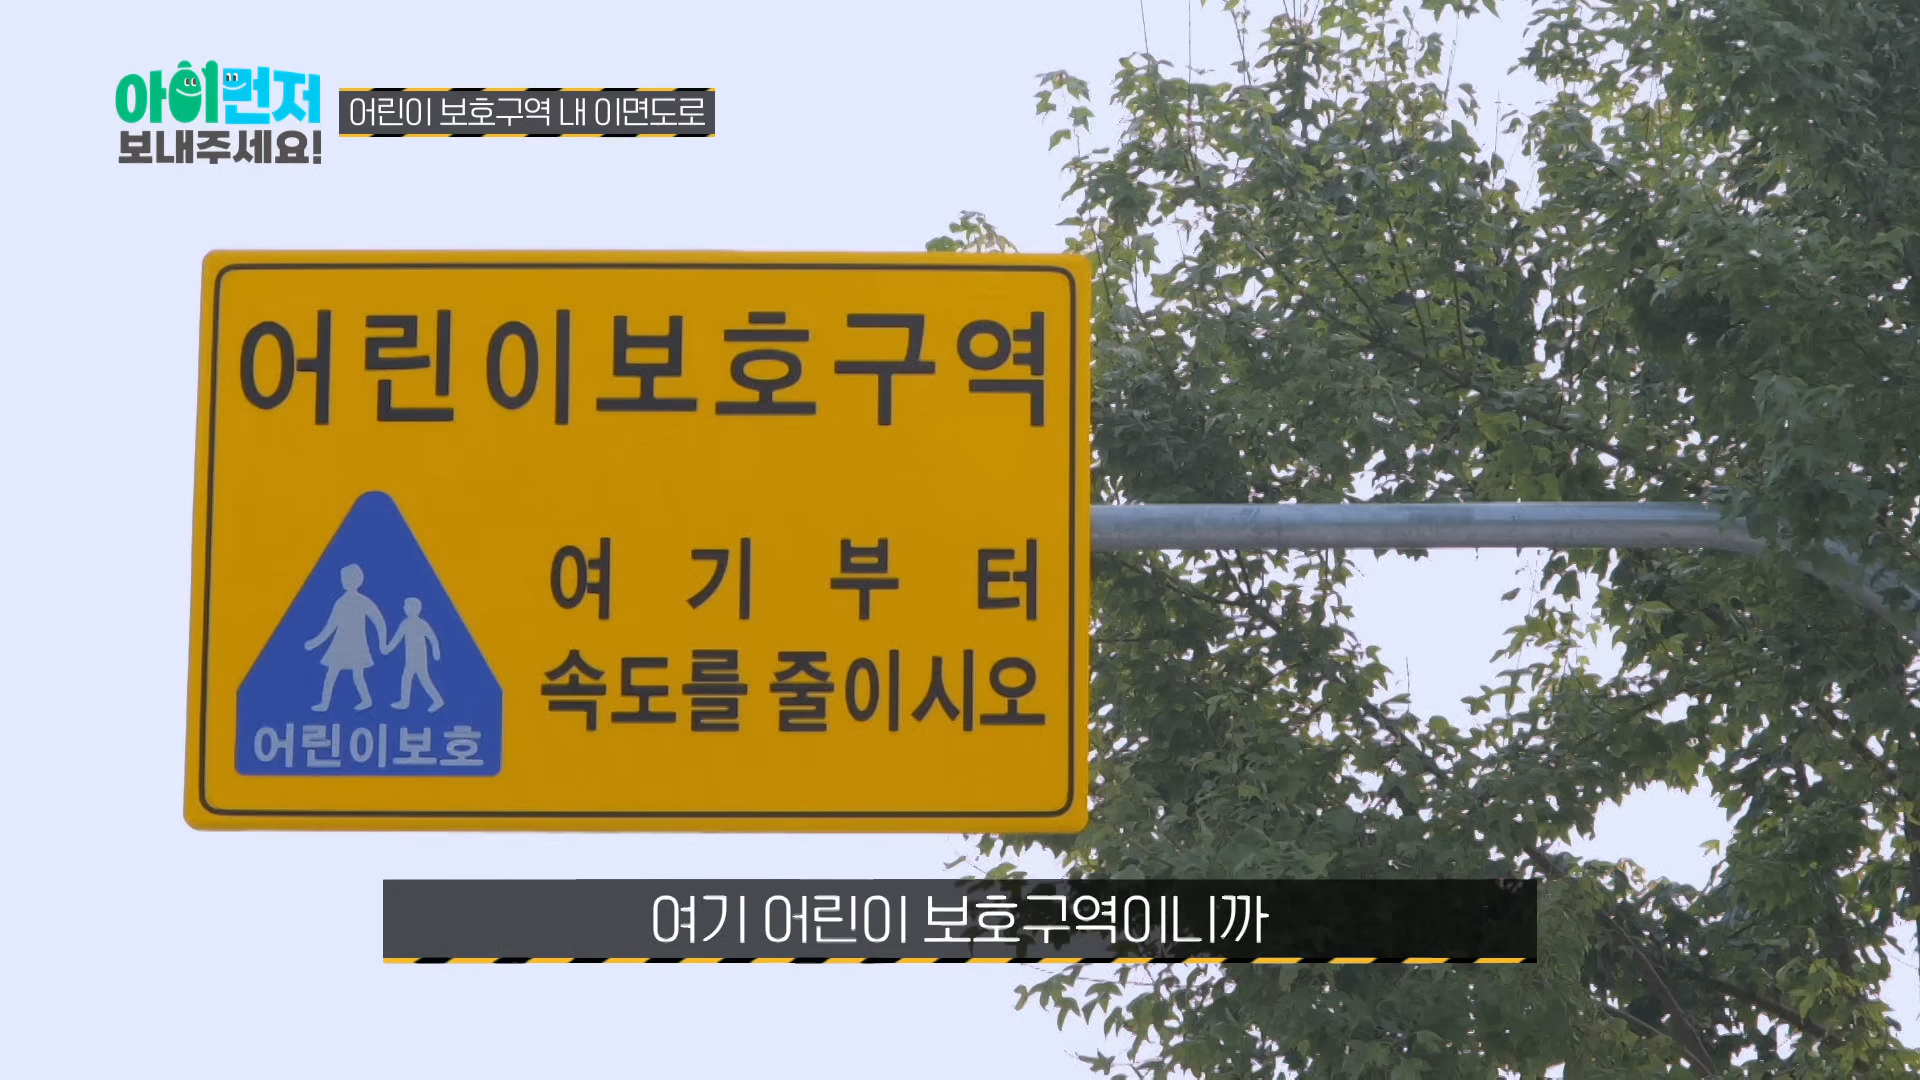 아이먼저
보내주세요!
어린이 보호구역 내 이면도로
어린이보호구역
여기부터
속도를 줄이시오
어린이보호
여기 어린이 보호구역이니까